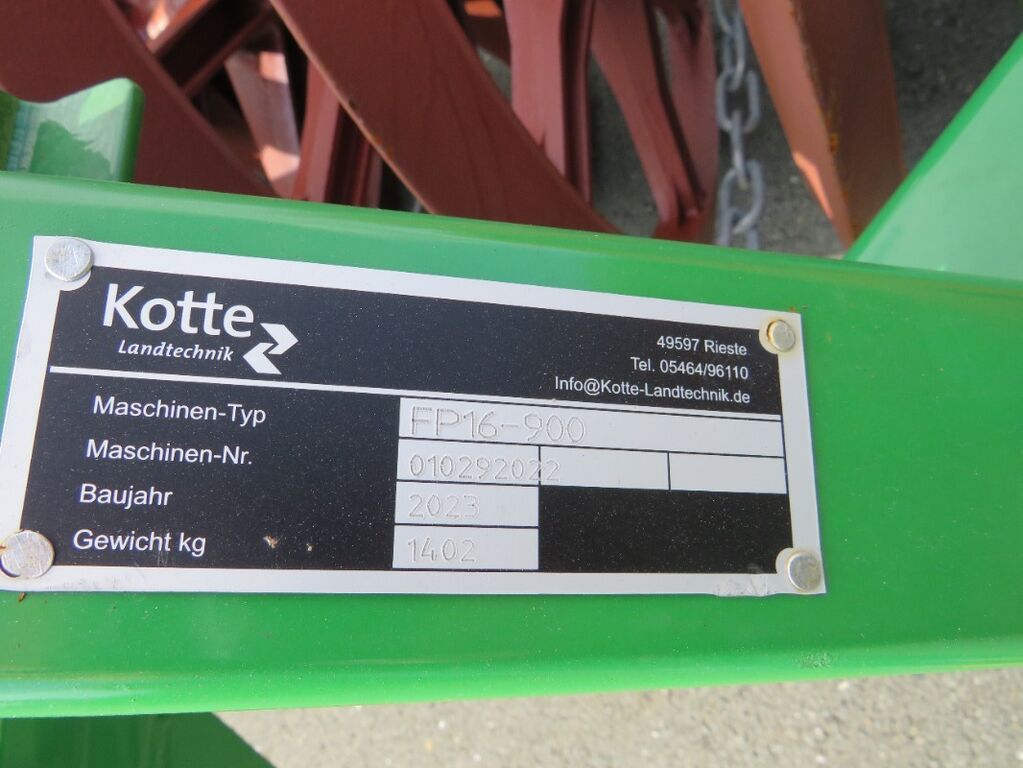 Kotte
Landtechnik
49597 Rieste
Tel. 05464/96110
Info@Kotte-Landtechnik.de
Maschinen-Typ FP16-900
Maschinen-Nr. 010292022
Baujahr 2023
Gewicht kg 1402